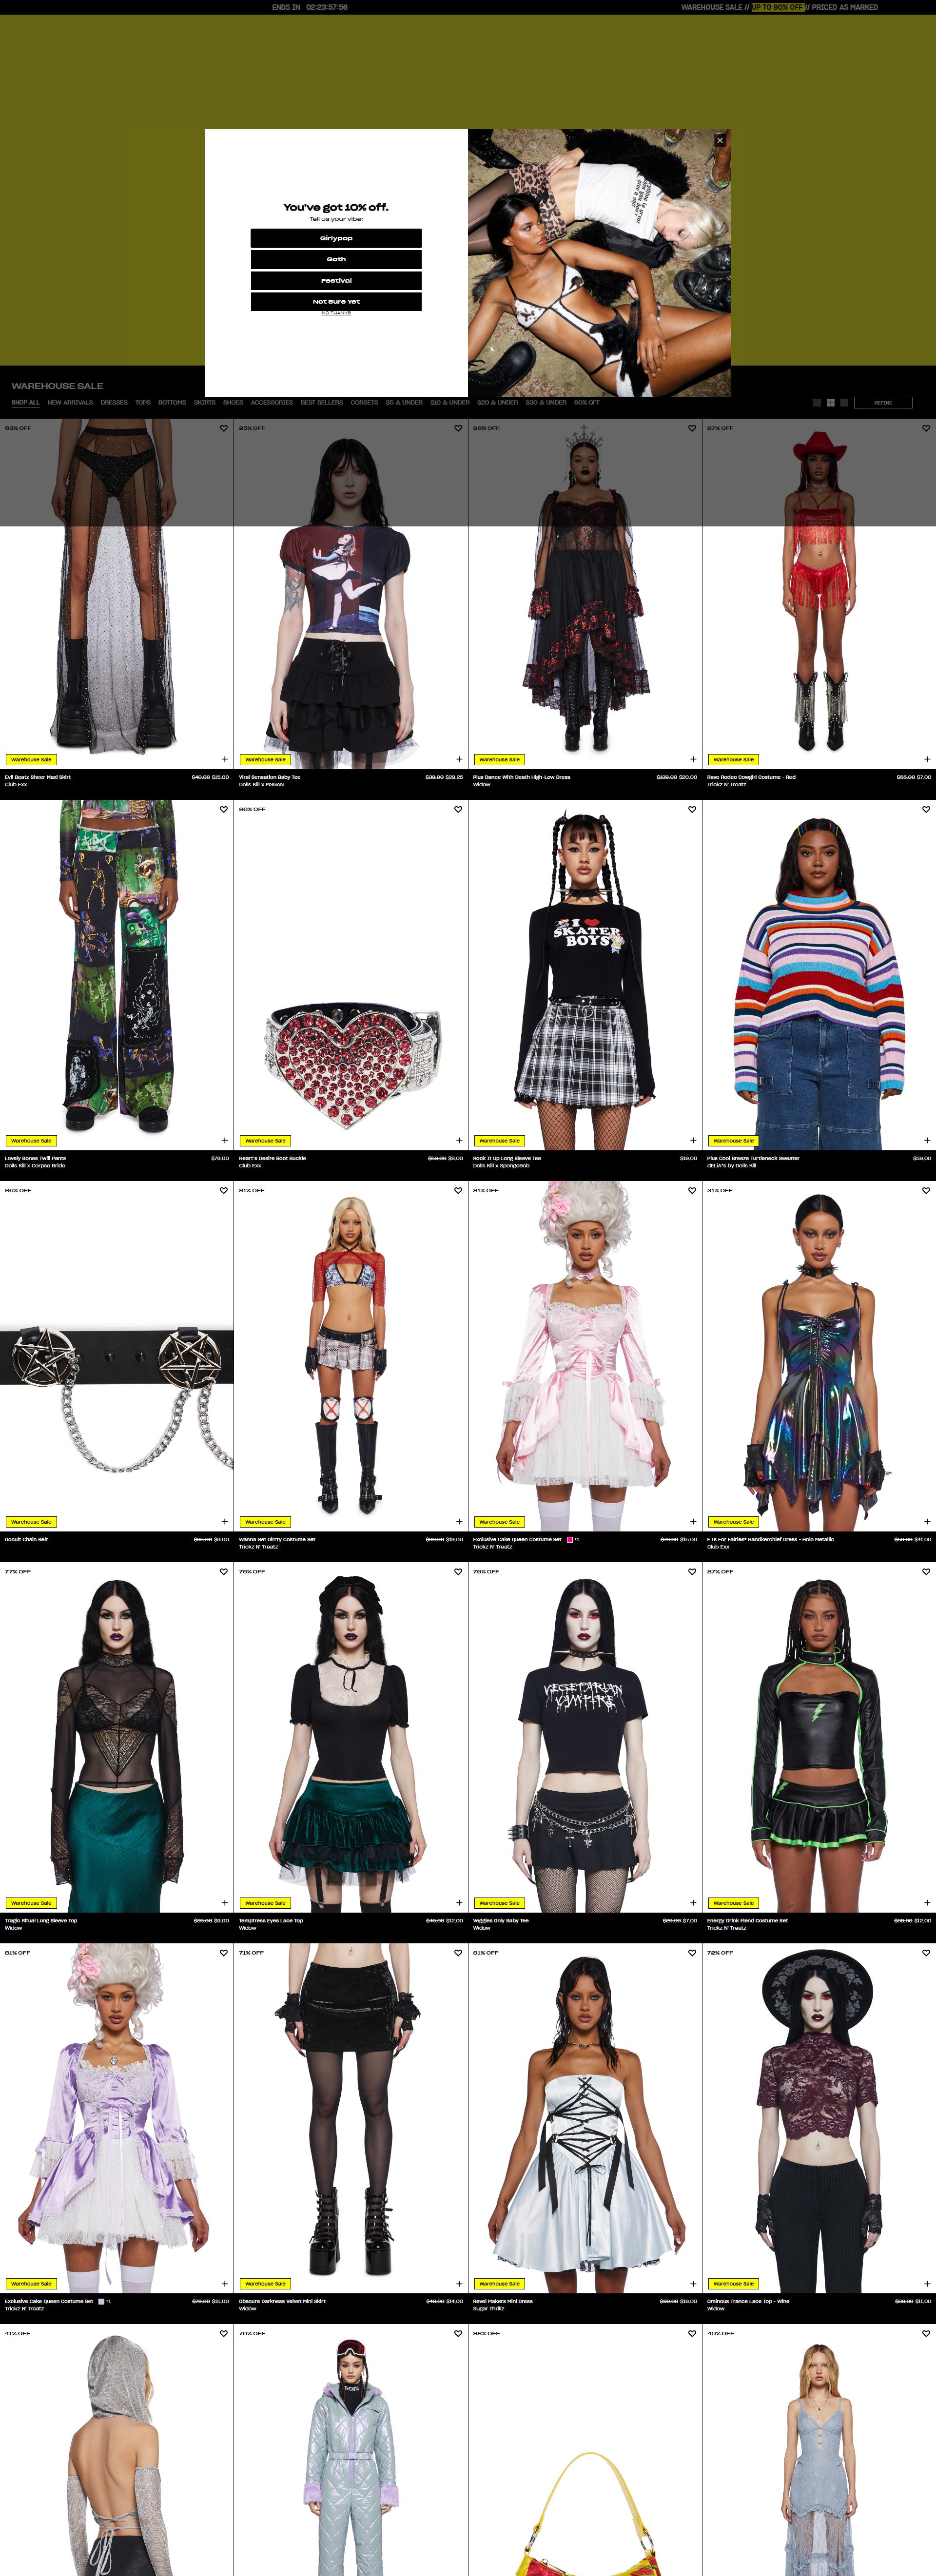 ENDS IN 02:23:57:56
WAREHOUSE SALE // UP TO 90% OFF // PRICED AS MARKED
You've got 10% off.
Tell us your vibe:
Girlypop
Goth
Festival
Not Sure Yet
NO THANKS
WAREHOUSE SALE
SHOP ALL NEW ARRIVALS DRESSES TOPS BOTTOMS SKIRTS SHOES ACCESSORIES BEST SELLERS CORSETS $5 & UNDER $10 & UNDER $20 & UNDER $30 & UNDER 90% OFF
REFINE
63% OFF
25% OFF
86% OFF
87% OFF
Warehouse Sale
Warehouse Sale
Warehouse Sale
Warehouse Sale
Evil Beatz Sheer Maxi Skirt $40.00 $15.00
Club Exx
Viral Sensation Baby Tee $39.00 $29.25
Dolls Kill x M3GAN
Plus Dance With Death High-Low Dress $139.00 $20.00
Widow
Rave Rodeo Cowgirl Costume - Red $55.00 $7.00
Trickz N' Treatz
86% OFF
I
SKATER
BOYS
Warehouse Sale
Warehouse Sale
Warehouse Sale
Warehouse Sale
Lovely Bones Twill Pants $79.00
Dolls Kill x Corpse Bride
Heart's Desire Boot Buckle $59.00 $8.00
Club Exx
Rock It Up Long Sleeve Tee $19.00
Dolls Kill x SpongeBob
Plus Cool Breeze Turtleneck Sweater $59.00
dELiA*s by Dolls Kill
86% OFF
81% OFF
81% OFF
31% OFF
Warehouse Sale
Warehouse Sale
Warehouse Sale
Warehouse Sale
Occult Chain Belt $65.00 $9.00
Wanna Get Dirrty Costume Set $99.00 $19.00
Trickz N' Treatz
Exclusive Cake Queen Costume Set +1 $79.00 $15.00
Trickz N' Treatz
F Is For Fairies* Handkerchief Dress - Holo Metallic $59.00 $41.00
Club Exx
77% OFF
76% OFF
76% OFF
87% OFF
VEGETARIAN
VAMPIRE
Warehouse Sale
Warehouse Sale
Warehouse Sale
Warehouse Sale
Tragic Ritual Long Sleeve Top $39.00 $9.00
Widow
Temptress Eyes Lace Top $49.00 $12.00
Widow
Veggies Only Baby Tee $29.00 $7.00
Widow
Energy Drink Fiend Costume Set $89.00 $12.00
Trickz N' Treatz
81% OFF
71% OFF
81% OFF
72% OFF
Warehouse Sale
Warehouse Sale
Warehouse Sale
Warehouse Sale
Exclusive Cake Queen Costume Set +1 $79.00 $15.00
Trickz N' Treatz
Obscure Darkness Velvet Mini Skirt $49.00 $14.00
Widow
Revel Makers Mini Dress $99.00 $19.00
Sugar Thrillz
Ominous Trance Lace Top - Wine $39.00 $11.00
Widow
41% OFF
70% OFF
88% OFF
40% OFF